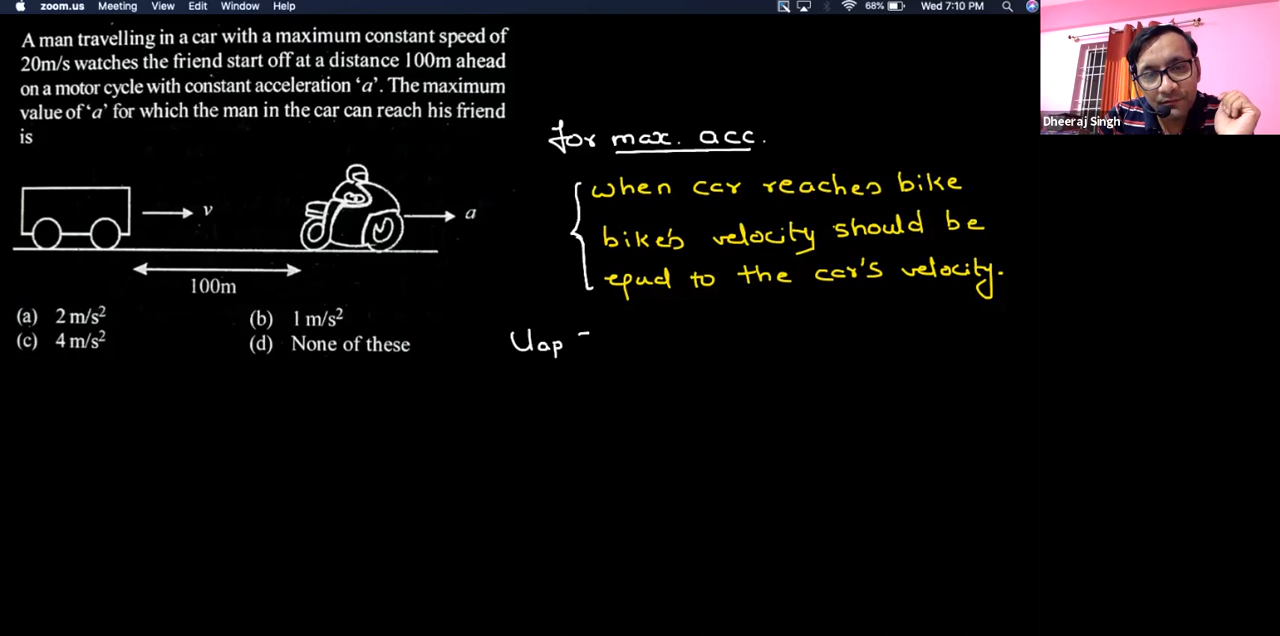 zoom.us Meeting View Edit Window Help 68% Wed 7:10 PM
A man travelling in a car with a maximum constant speed of
20m/s watches the friend start off at a distance 100m ahead
on a motor cycle with constant acceleration ‘a’. The maximum
value of ‘a’ for which the man in the car can reach his friend
is
v
a
100m
(a) 2 m/s² (b) 1 m/s²
(c) 4 m/s² (d) None of these
for max. acc.
when car reaches bike
bike's velocity should be
equal to the car's velocity.
Uap =
Dheeraj Singh